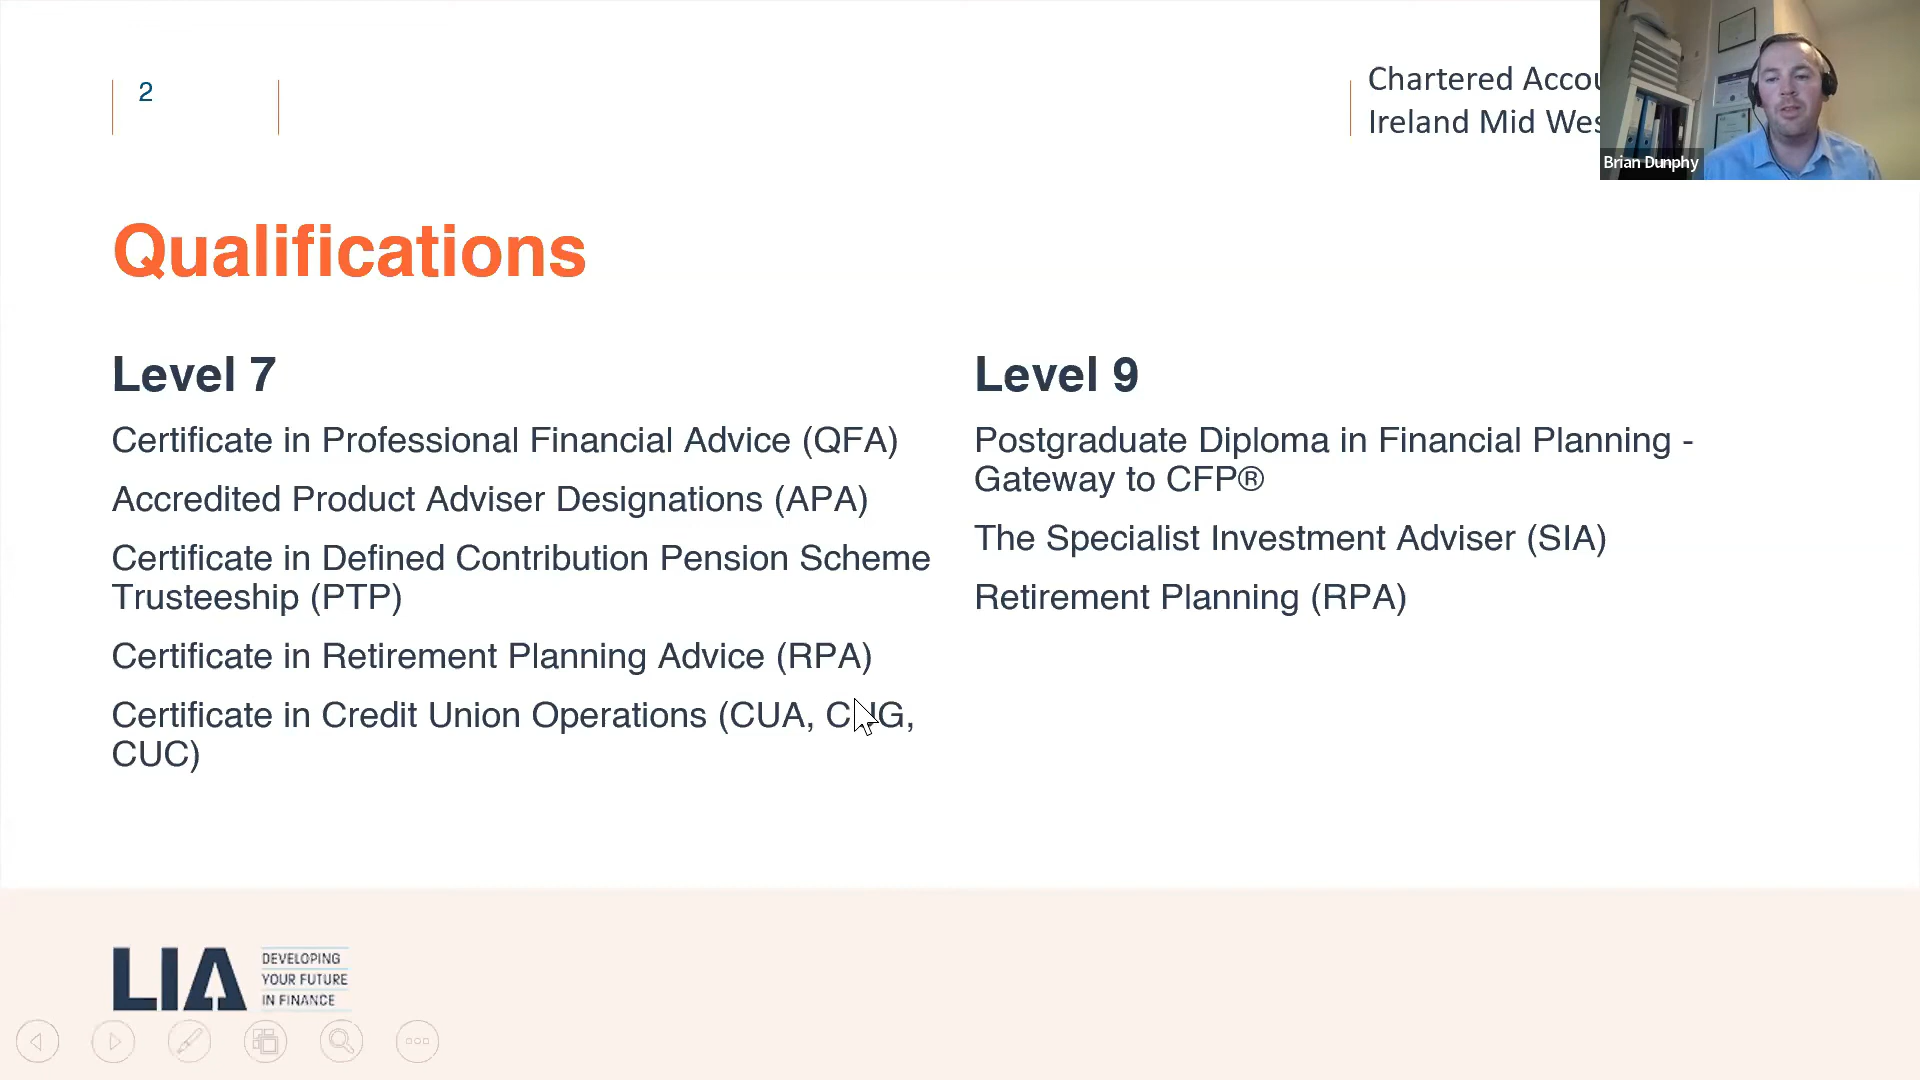 2
Chartered Accou
Ireland Mid Wes
Brian Dunphy
Qualifications
Level 7
Certificate in Professional Financial Advice (QFA)
Accredited Product Adviser Designations (APA)
Certificate in Defined Contribution Pension Scheme
Trusteeship (PTP)
Certificate in Retirement Planning Advice (RPA)
Certificate in Credit Union Operations (CUA, CUG,
CUC)
Level 9
Postgraduate Diploma in Financial Planning -
Gateway to CFP®
The Specialist Investment Adviser (SIA)
Retirement Planning (RPA)
LIA
DEVELOPING
YOUR FUTURE
IN FINANCE